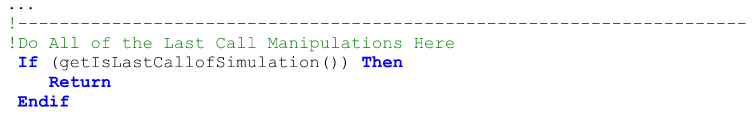 ...
!-----------------------------------------------------------------------
!Do All of the Last Call Manipulations Here
If (getIsLastCallofSimulation()) Then
Return
Endif